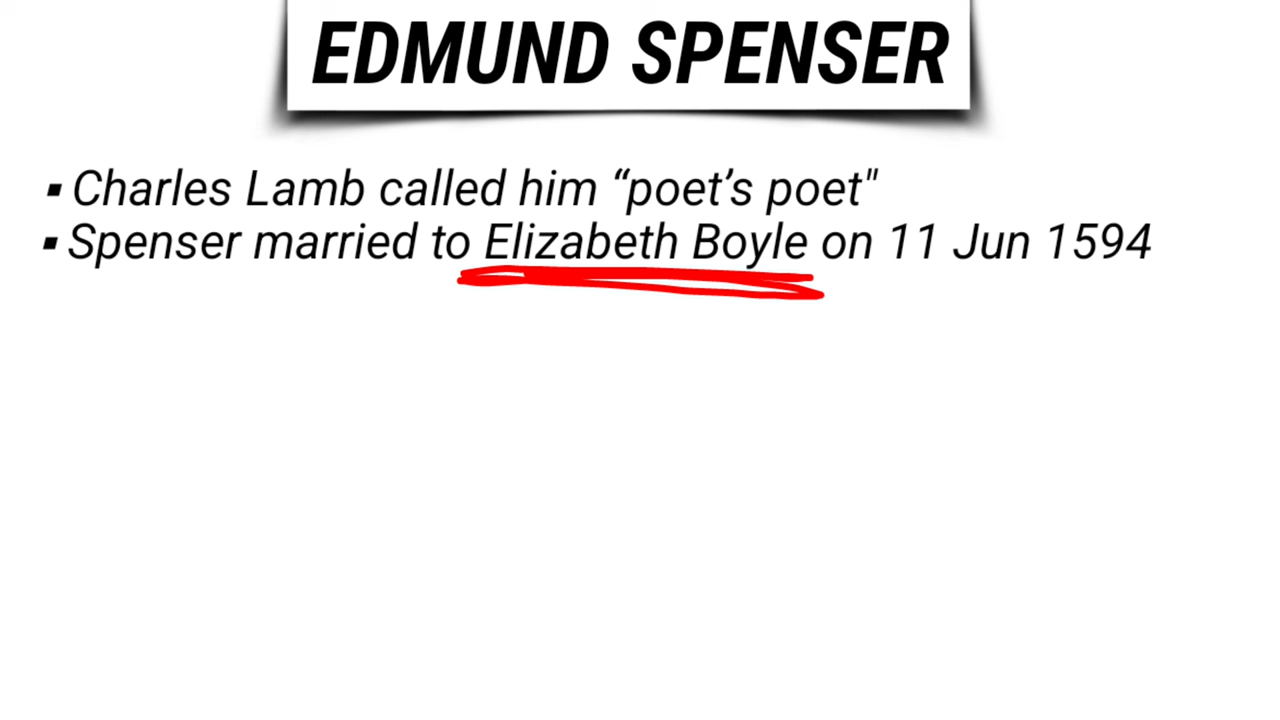 EDMUND SPENSER
▪ Charles Lamb called him “poet’s poet"
▪ Spenser married to Elizabeth Boyle on 11 Jun 1594